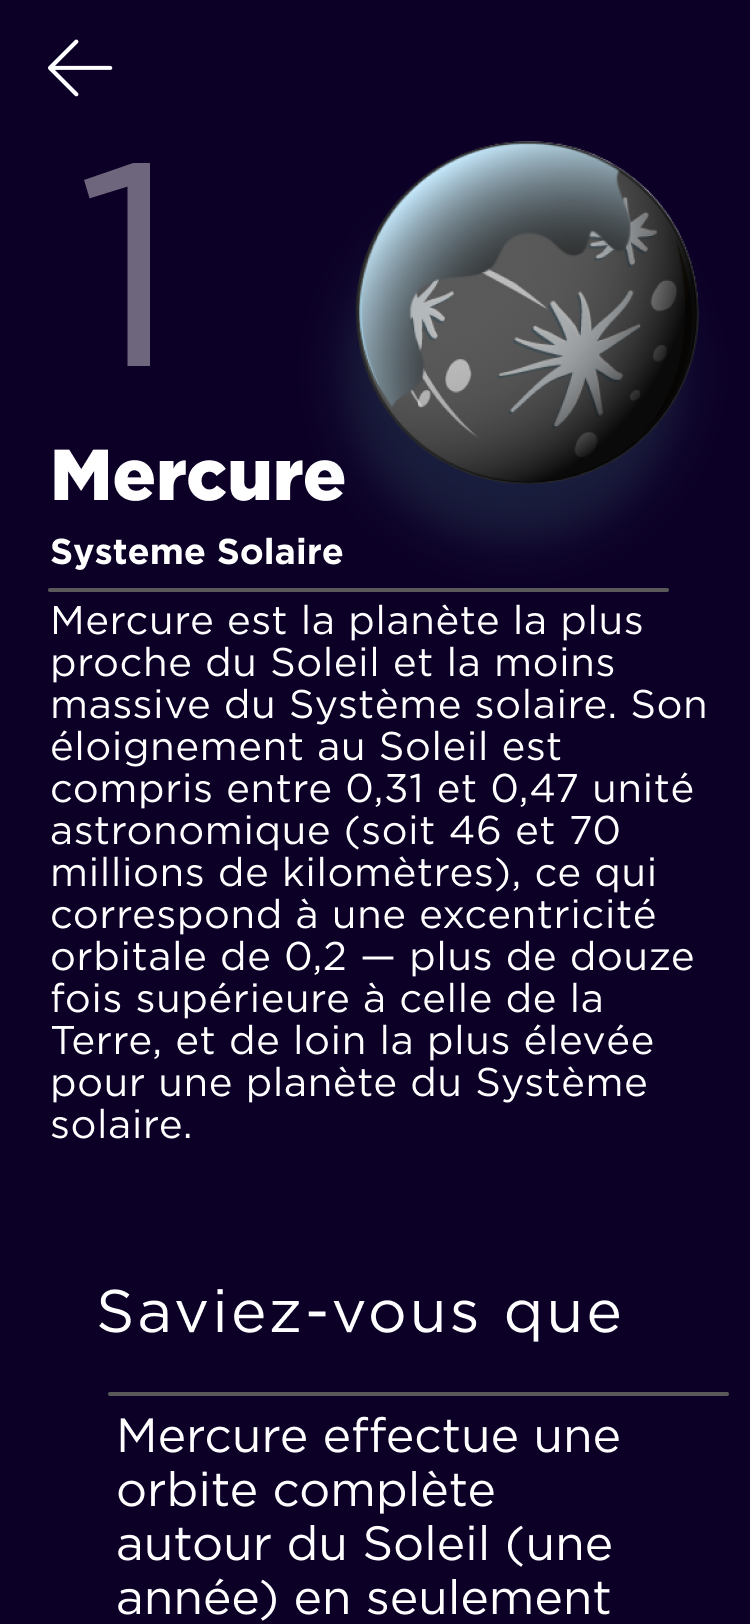 1
Mercure
Systeme Solaire
Mercure est la planète la plus
proche du Soleil et la moins
massive du Système solaire. Son
éloignement au Soleil est
compris entre 0,31 et 0,47 unité
astronomique (soit 46 et 70
millions de kilomètres), ce qui
correspond à une excentricité
orbitale de 0,2 — plus de douze
fois supérieure à celle de la
Terre, et de loin la plus élevée
pour une planète du Système
solaire.
Saviez-vous que
Mercure effectue une
orbite complète
autour du Soleil (une
année) en seulement